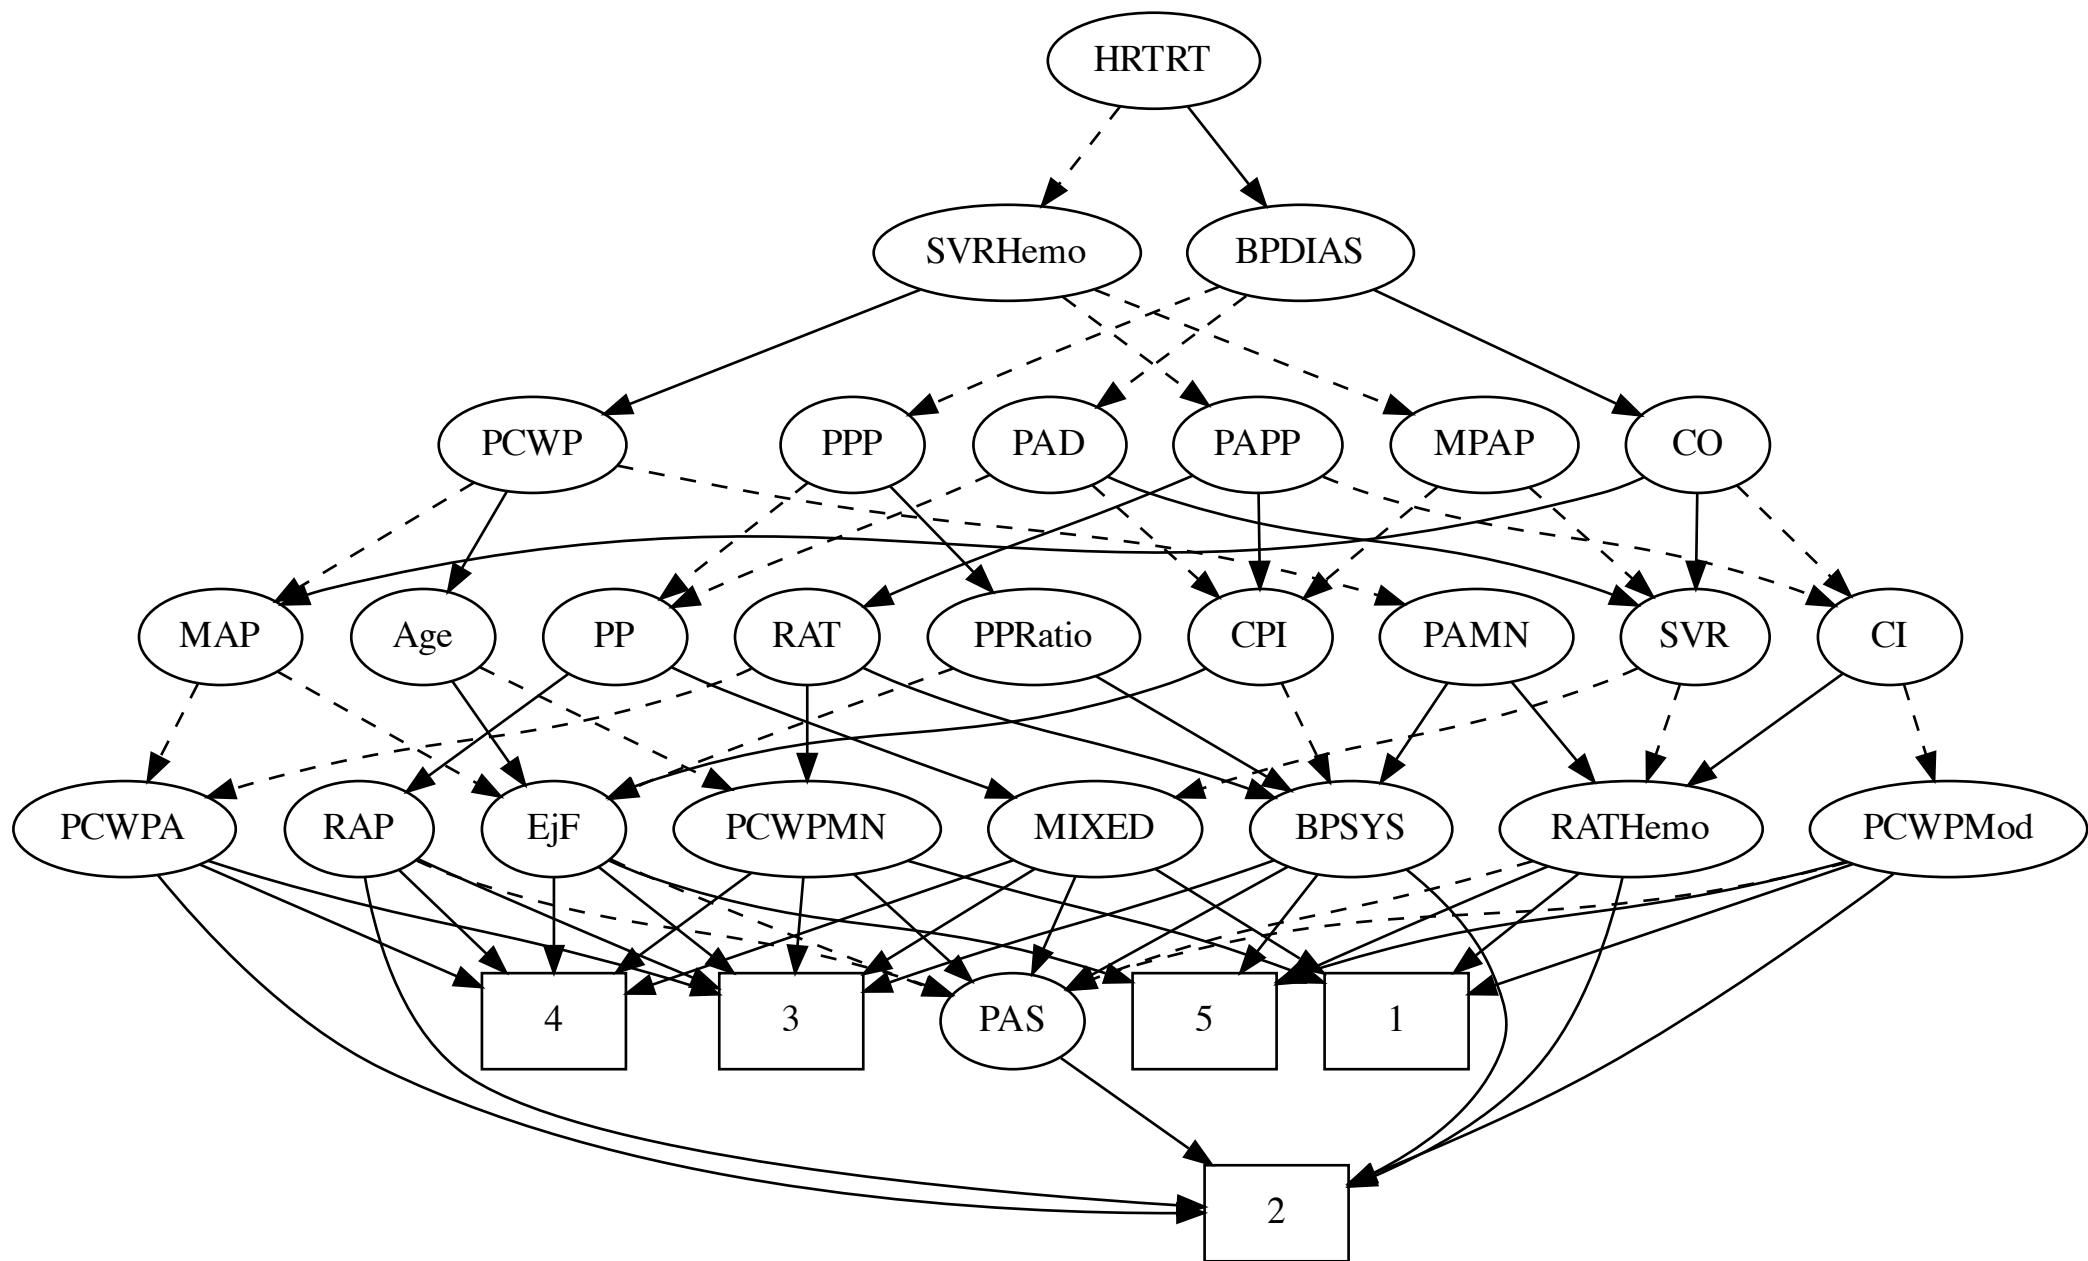 HRTRT
SVRHemo
BPDIAS
PCWP
PPP
PAD
PAPP
MPAP
CO
MAP
Age
PP
RAT
PPRatio
CPI
PAMN
SVR
CI
PCWPA
RAP
EjF
PCWPMN
MIXED
BPSYS
RATHemo
PCWPMod
4
3
PAS
5
1
2